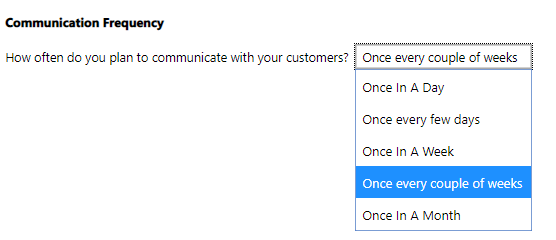 Communication Frequency
How often do you plan to communicate with your customers? Once every couple of weeks
Once In A Day
Once every few days
Once In A Week
Once every couple of weeks
Once In A Month